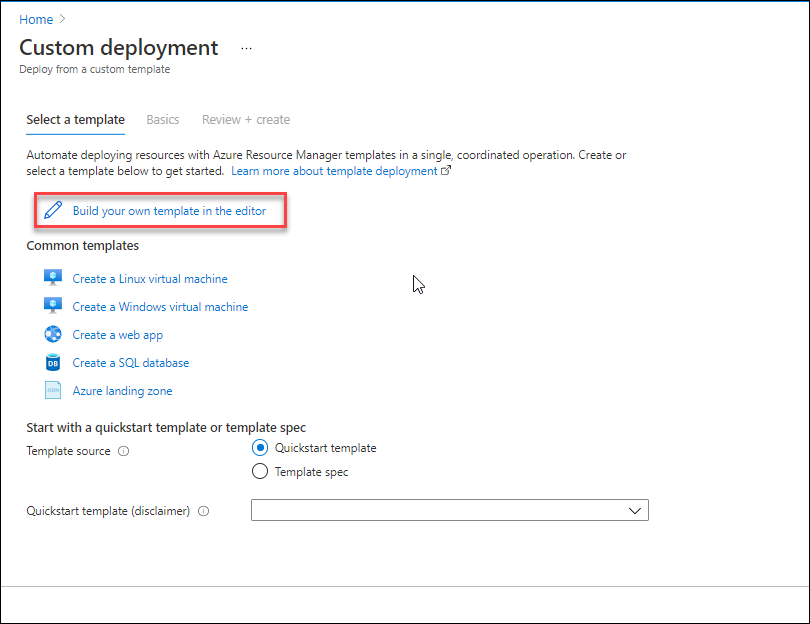 Home >
Custom deployment ...
Deploy from a custom template
Select a template Basics Review + create
Automate deploying resources with Azure Resource Manager templates in a single, coordinated operation. Create or
select a template below to get started. Learn more about template deployment
Build your own template in the editor
Common templates
Create a Linux virtual machine
Create a Windows virtual machine
Create a web app
DB Create a SQL database
JSON Azure landing zone
Start with a quickstart template or template spec
Template source
Quickstart template
Template spec
Quickstart template (disclaimer)